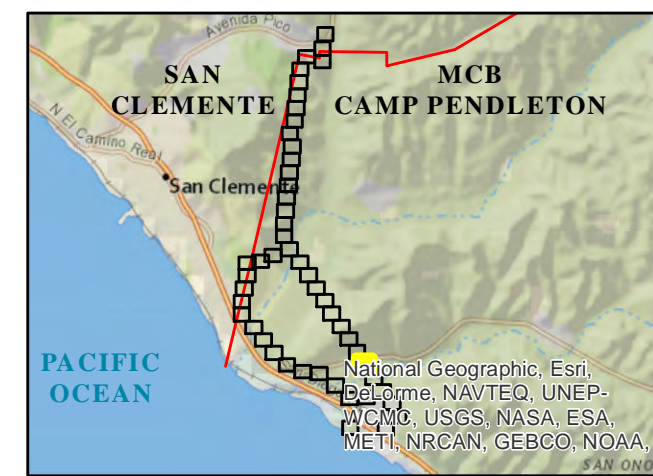 Avenida Pico
SAN
CLEMENTE
MCB
CAMP PENDLETON
N El Camino Real
San Clemente
PACIFIC
OCEAN
National Geographic, Esri,
DeLorme, NAVTEQ, UNEP-
WCMC, USGS, NASA, ESA,
METI, NRCAN, GEBCO, NOAA,
SAN ONO